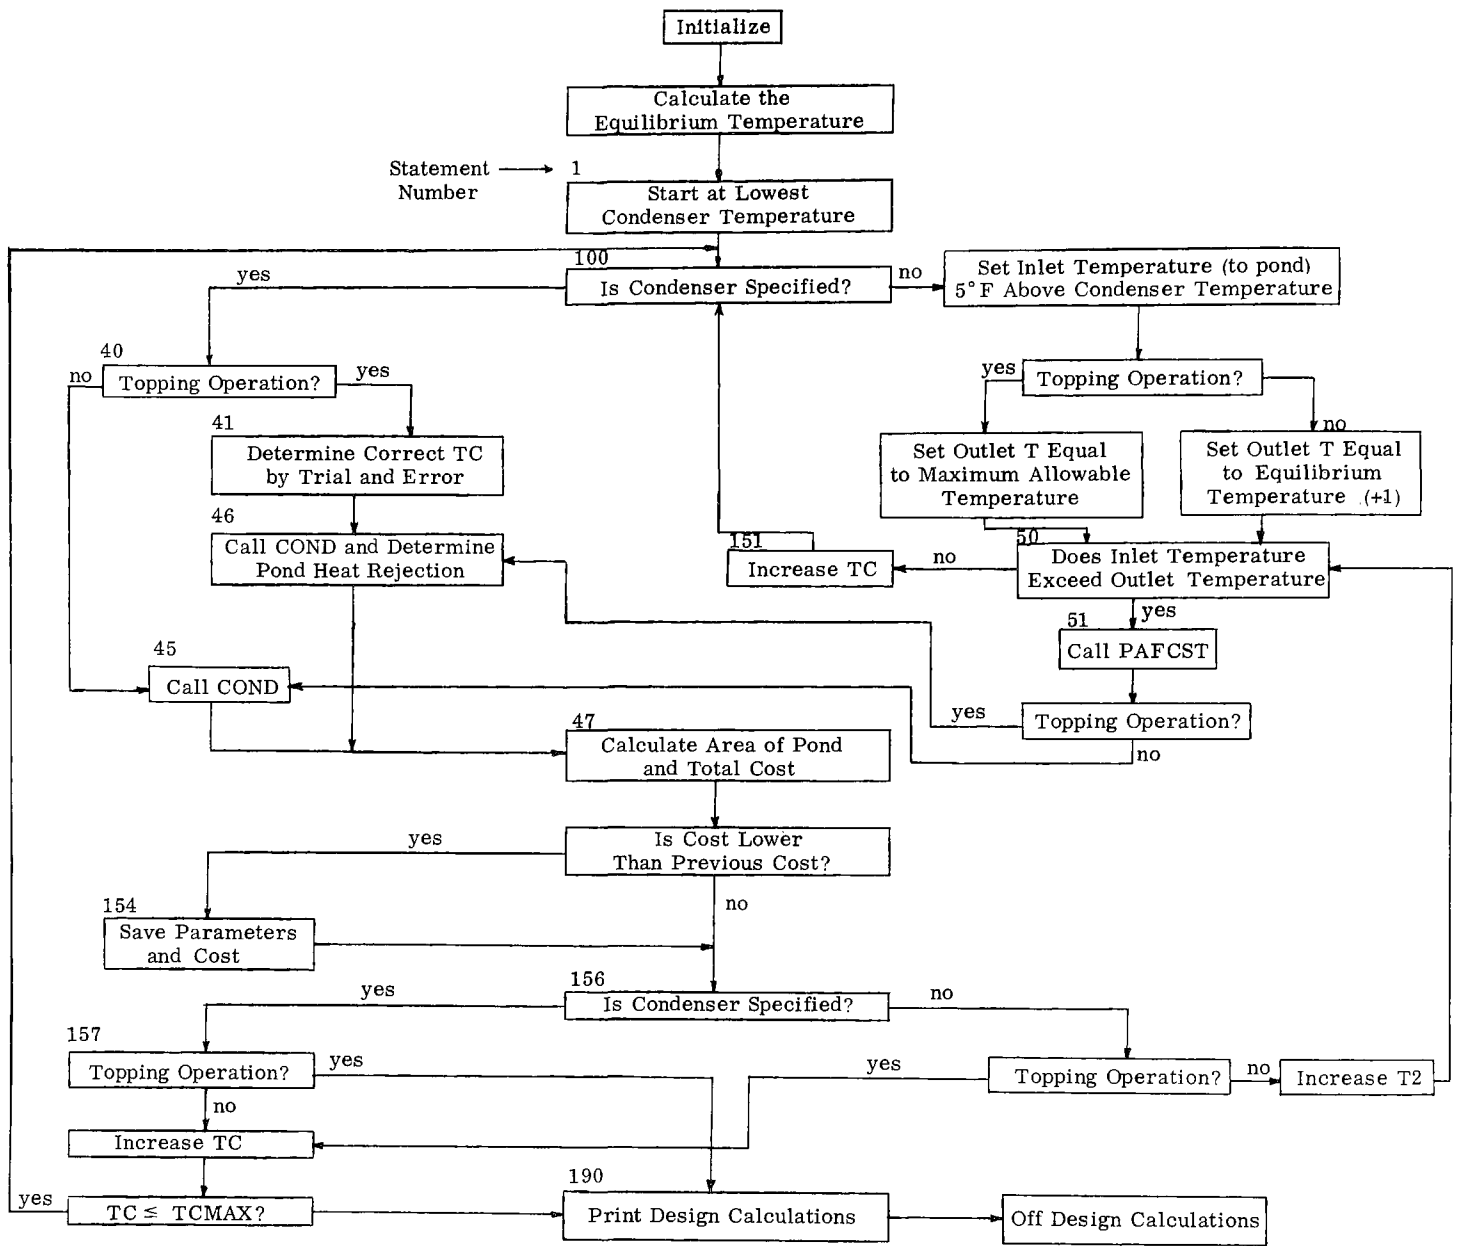 Initialize
Calculate the
Equilibrium Temperature
Statement
Number
1
Start at Lowest
Condenser Temperature
100
yes
Is Condenser Specified?
no
Set Inlet Temperature (to pond)
5°F Above Condenser Temperature
40
no
Topping Operation?
yes
yes
Topping Operation?
no
41
Determine Correct TC
by Trial and Error
Set Outlet T Equal
to Maximum Allowable
Temperature
Set Outlet T Equal
to Equilibrium
Temperature (+1)
46
Call COND and Determine
Pond Heat Rejection
151
Increase TC
no
50
Does Inlet Temperature
Exceed Outlet Temperature
yes
51
Call PAFCST
45
Call COND
yes
Topping Operation?
no
47
Calculate Area of Pond
and Total Cost
yes
Is Cost Lower
Than Previous Cost?
no
154
Save Parameters
and Cost
156
yes
Is Condenser Specified?
no
157
Topping Operation?
yes
no
yes
Topping Operation?
no
Increase T2
Increase TC
yes
TC ≤ TCMAX?
190
Print Design Calculations
Off Design Calculations